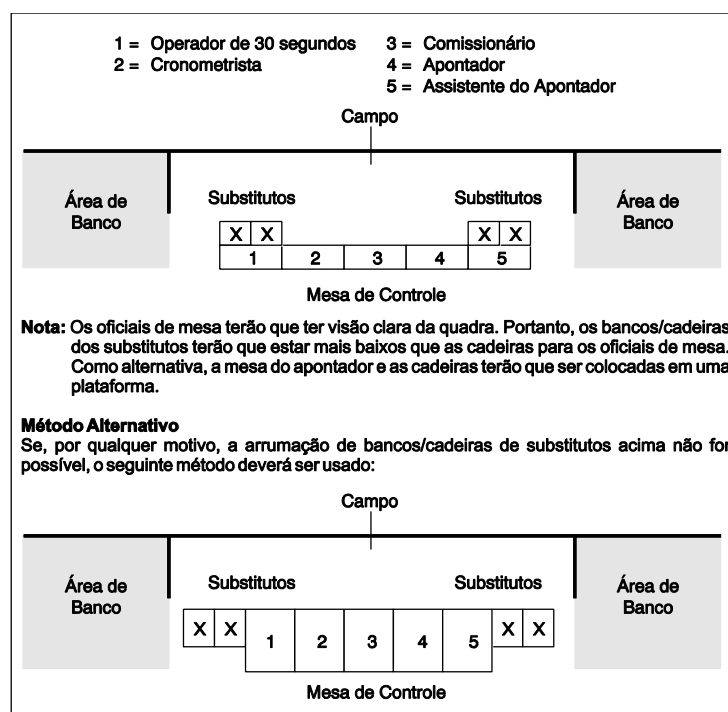 1 = Operador de 30 segundos 3 = Comissionário
2 = Cronometrista 4 = Apontador
5 = Assistente do Apontador
Campo
Área de Banco
Substitutos
Substitutos
Área de Banco
X X
X X
1 2 3 4 5
Mesa de Controle
Nota: Os oficiais de mesa terão que ter visão clara da quadra. Portanto, os bancos/cadeiras
dos substitutos terão que estar mais baixos que as cadeiras para os oficiais de mesa.
Como alternativa, a mesa do apontador e as cadeiras terão que ser colocadas em uma
plataforma.
Método Alternativo
Se, por qualquer motivo, a arrumação de bancos/cadeiras de substitutos acima não for
possível, o seguinte método deverá ser usado:
Campo
Área de Banco
Substitutos
Substitutos
Área de Banco
X X 1 2 3 4 5 X X
Mesa de Controle